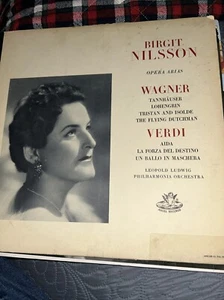 BIRGIT
NILSSON
OPERA ARIAS
WAGNER
TANNHÄUSER
LOHENGRIN
TRISTAN AND ISOLDE
THE FLYING DUTCHMAN
VERDI
AIDA
LA FORZA DEL DESTINO
UN BALLO IN MASCHERA
LEOPOLD LUDWIG
PHILHARMONIA ORCHESTRA